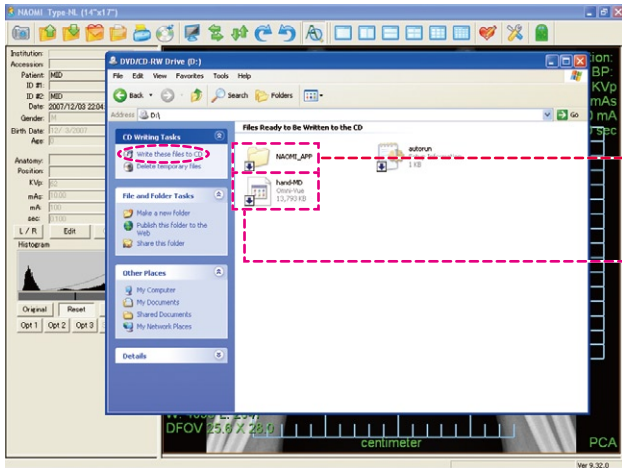 NAOMI Type NL (14"x17")
Institution:
Accession
Patient MID
ID #1:
ID #2: MID
Date: 2007/12/03 22:04:
Gender:
Birth Date: 12/ 3/2007
Age: 0
Anatomy:
Position:
KVp: 60
mAs: 10.00
mA: 100
sec: 0.100
L / R Edit
Histogram
Original Reset
Opt 1 Opt 2 Opt 3
DVD/CD-RW Drive (D:)
File Edit View Favorites Tools Help
Back Search Folders
Address D:\ Go
CD Writing Tasks
Write these files to CD
Delete temporary files
File and Folder Tasks
Make a new folder
Publish this folder to the
Web
Share this folder
Other Places
My Computer
My Documents
Shared Documents
My Network Places
Details
Files Ready to Be Written to the CD
NAOMI_APP
autorun
1 KB
hand-MD
Omni-Vue
13,793 KB
ion:
BP:
KVp
mAs
mA
sec
DFOV 25.6 X 28.9
centimeter
PCA
Ver 9.32.0